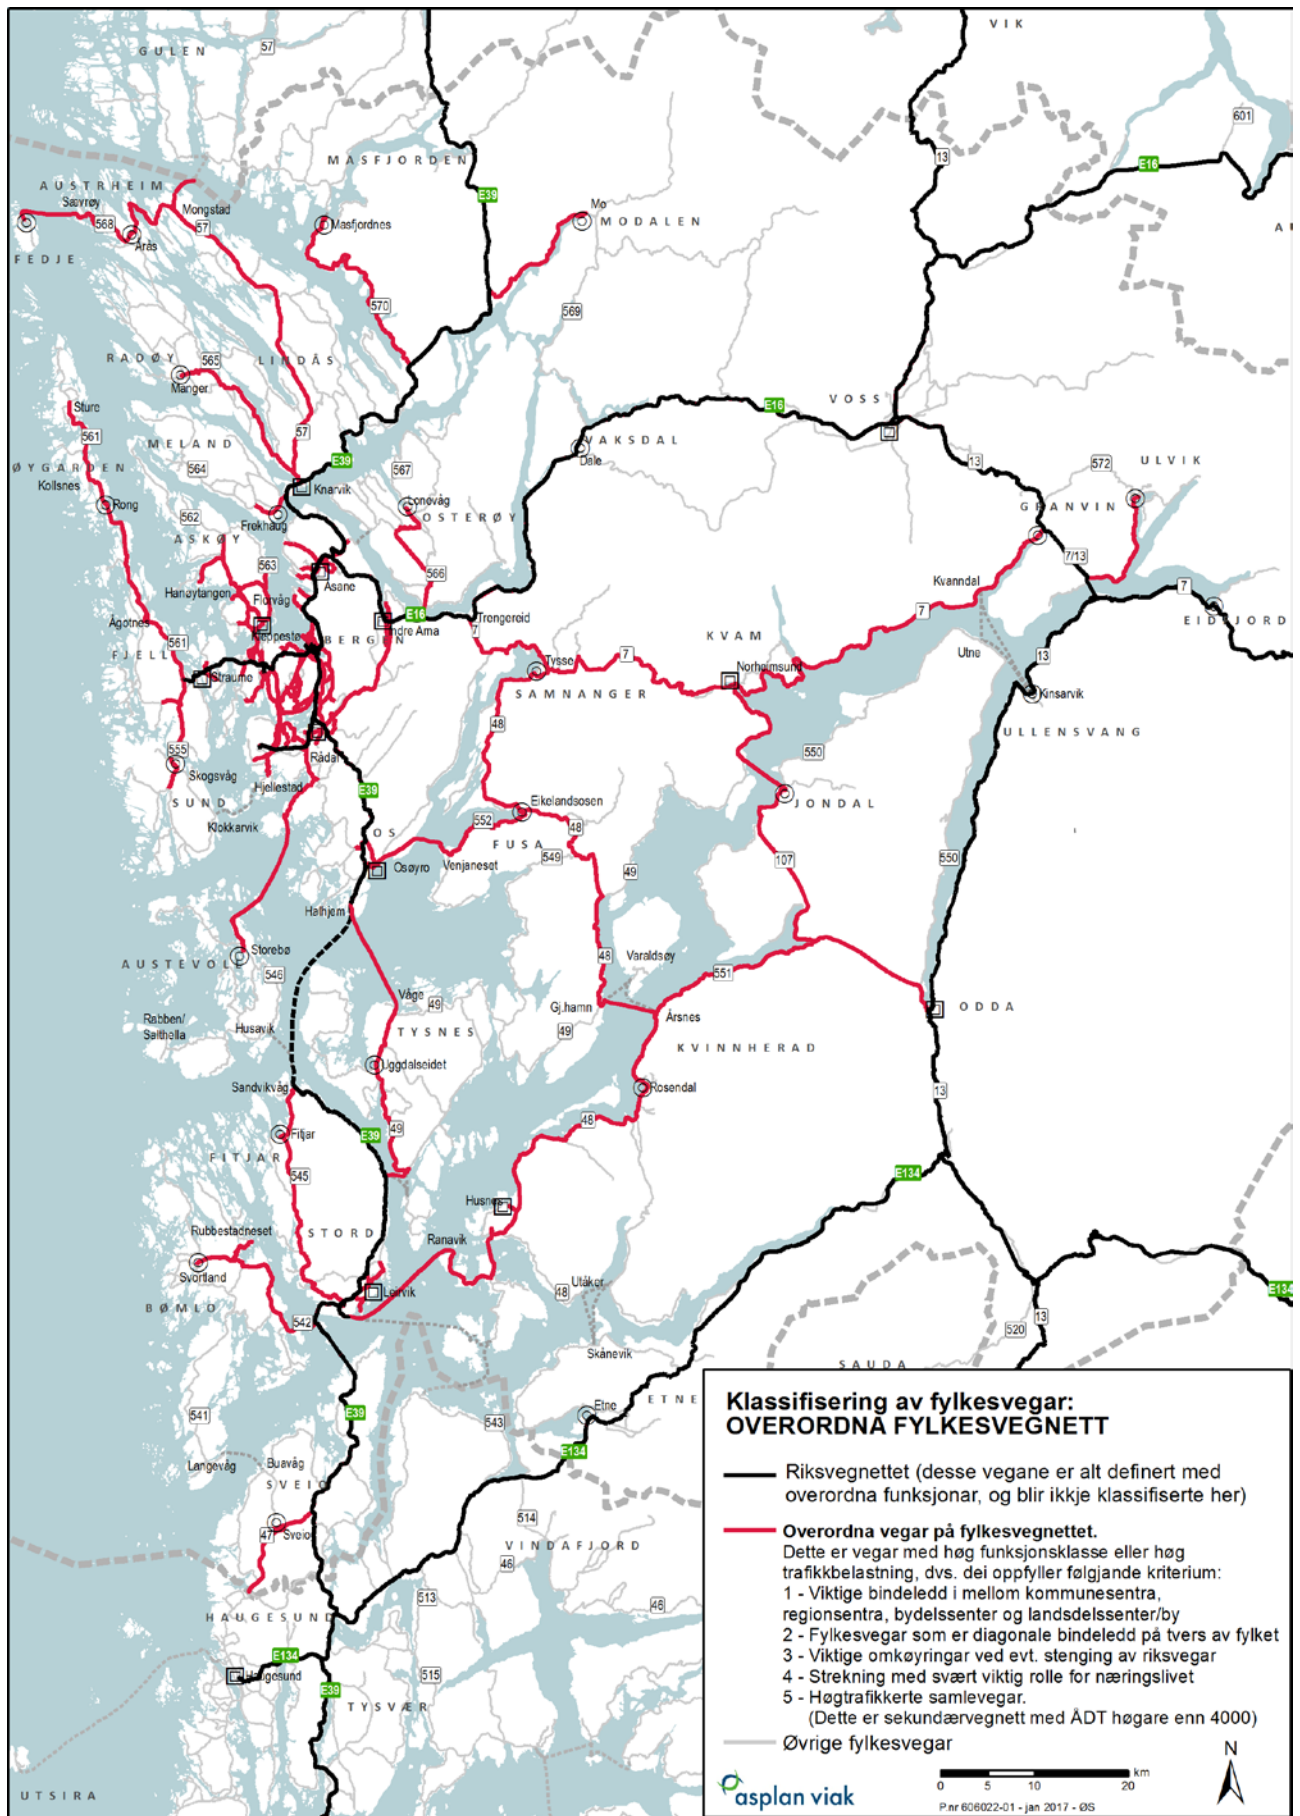 GULEN
57
VIK
601
13
E16
MASFJORDEN
E39
AUSTRHEIM
Sævrøy
Mongstad
568
57
Årås
Masfjordnes
Mo
MODALEN
FEDJE
570
569
RADØY
565
LINDÅS
Manger
Sture
561
MELAND
57
E16
VOSS
VAKSDAL
Dale
ØYGARDEN
564
E39
567
13
572
ULVIK
Kollsnes
Rong
Knarvik
Lonevåg
OSTERØY
GRANVIN
562
Frekhaug
ASKØY
563
Åsane
566
7/13
Hanøytangen
Florvåg
Kvanndal
7
Ågotnes
Kleppestø
E16
Trengereid
7
EIDFJORD
FJELL
561
BERGEN
Indre Arna
7
KVAM
Utne
13
Straume
Tysse
7
Norheimsund
SAMNANGER
Kinsarvik
48
ULLENSVANG
555
Rådal
550
Skogsvåg
Hjellestad
E39
JONDAL
SUND
Klokkarvik
Eikelandsosen
OS
552
48
FUSA
549
107
550
Osøyro
Venjaneset
49
Halhjem
Storebø
Varaldsøy
AUSTEVOLL
546
48
551
Våge
49
Gj.hamn
Årsnes
ODDA
Rabben/
Salthella
Husavik
TYSNES
49
KVINNHERAD
Uggdalseidet
Sandvikvåg
Rosendal
13
Fitjar
E39
49
48
FITJAR
545
E134
Husnes
Rubbestadneset
STORD
Ranavik
Svortland
Leirvik
48
Utåker
E134
BØMLO
542
13
520
Skånevik
SAUDA
ETNE
541
E39
543
Etne
E134
Langevåg
Buavåg
SVEIO
47
Sveio
514
VINDAFJORD
46
513
46
HAUGESUND
E134
Haugesund
515
E39
TYSVÆR
UTSIRA
Klassifisering av fylkesvegar:
OVERORDNA FYLKESVEGNETT
Riksvegnettet (desse vegane er alt definert med
overordna funksjonar, og blir ikkje klassifiserte her)
Overordna vegar på fylkesvegnettet.
Dette er vegar med høg funksjonsklasse eller høg
trafikkbelastning, dvs. dei oppfyller følgjande kriterium:
1 - Viktige bindeledd i mellom kommunesentra,
regionsentra, bydelssenter og landsdelssenter/by
2 - Fylkesvegar som er diagonale bindeledd på tvers av fylket
3 - Viktige omkøyringar ved evt. stenging av riksvegar
4 - Strekning med svært viktig rolle for næringslivet
5 - Høgtrafikkerte samlevegar.
(Dette er sekundærvegnett med ÅDT høgare enn 4000)
Øvrige fylkesvegar
N
km
0 5 10 20
asplan viak
P.nr 606022-01 - jan 2017 - ØS